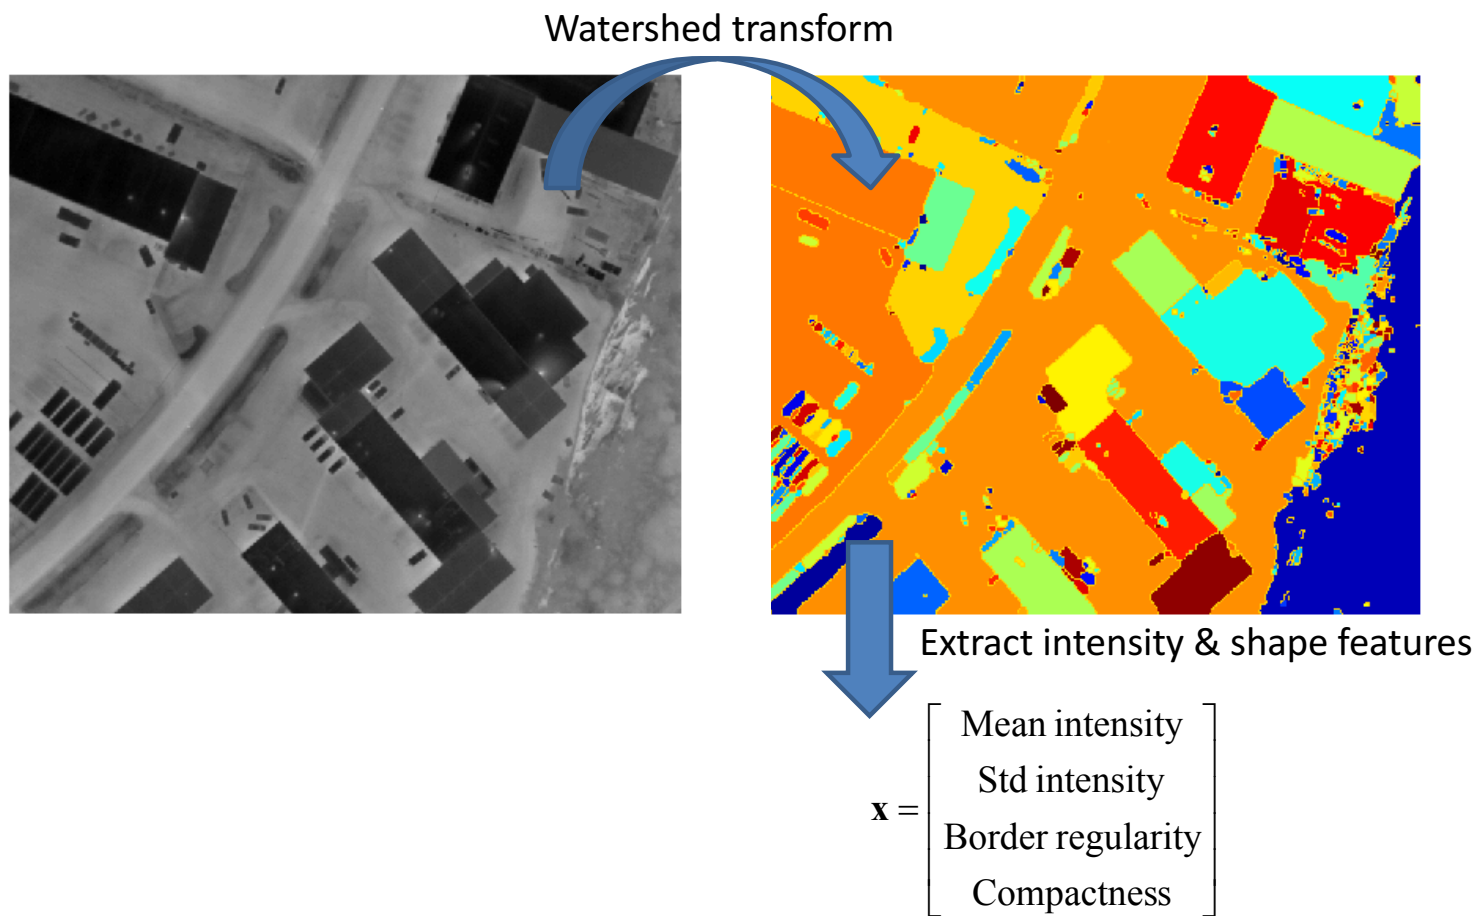 Watershed transform
Extract intensity & shape features
x =
Mean intensity
Std intensity
Border regularity
Compactness